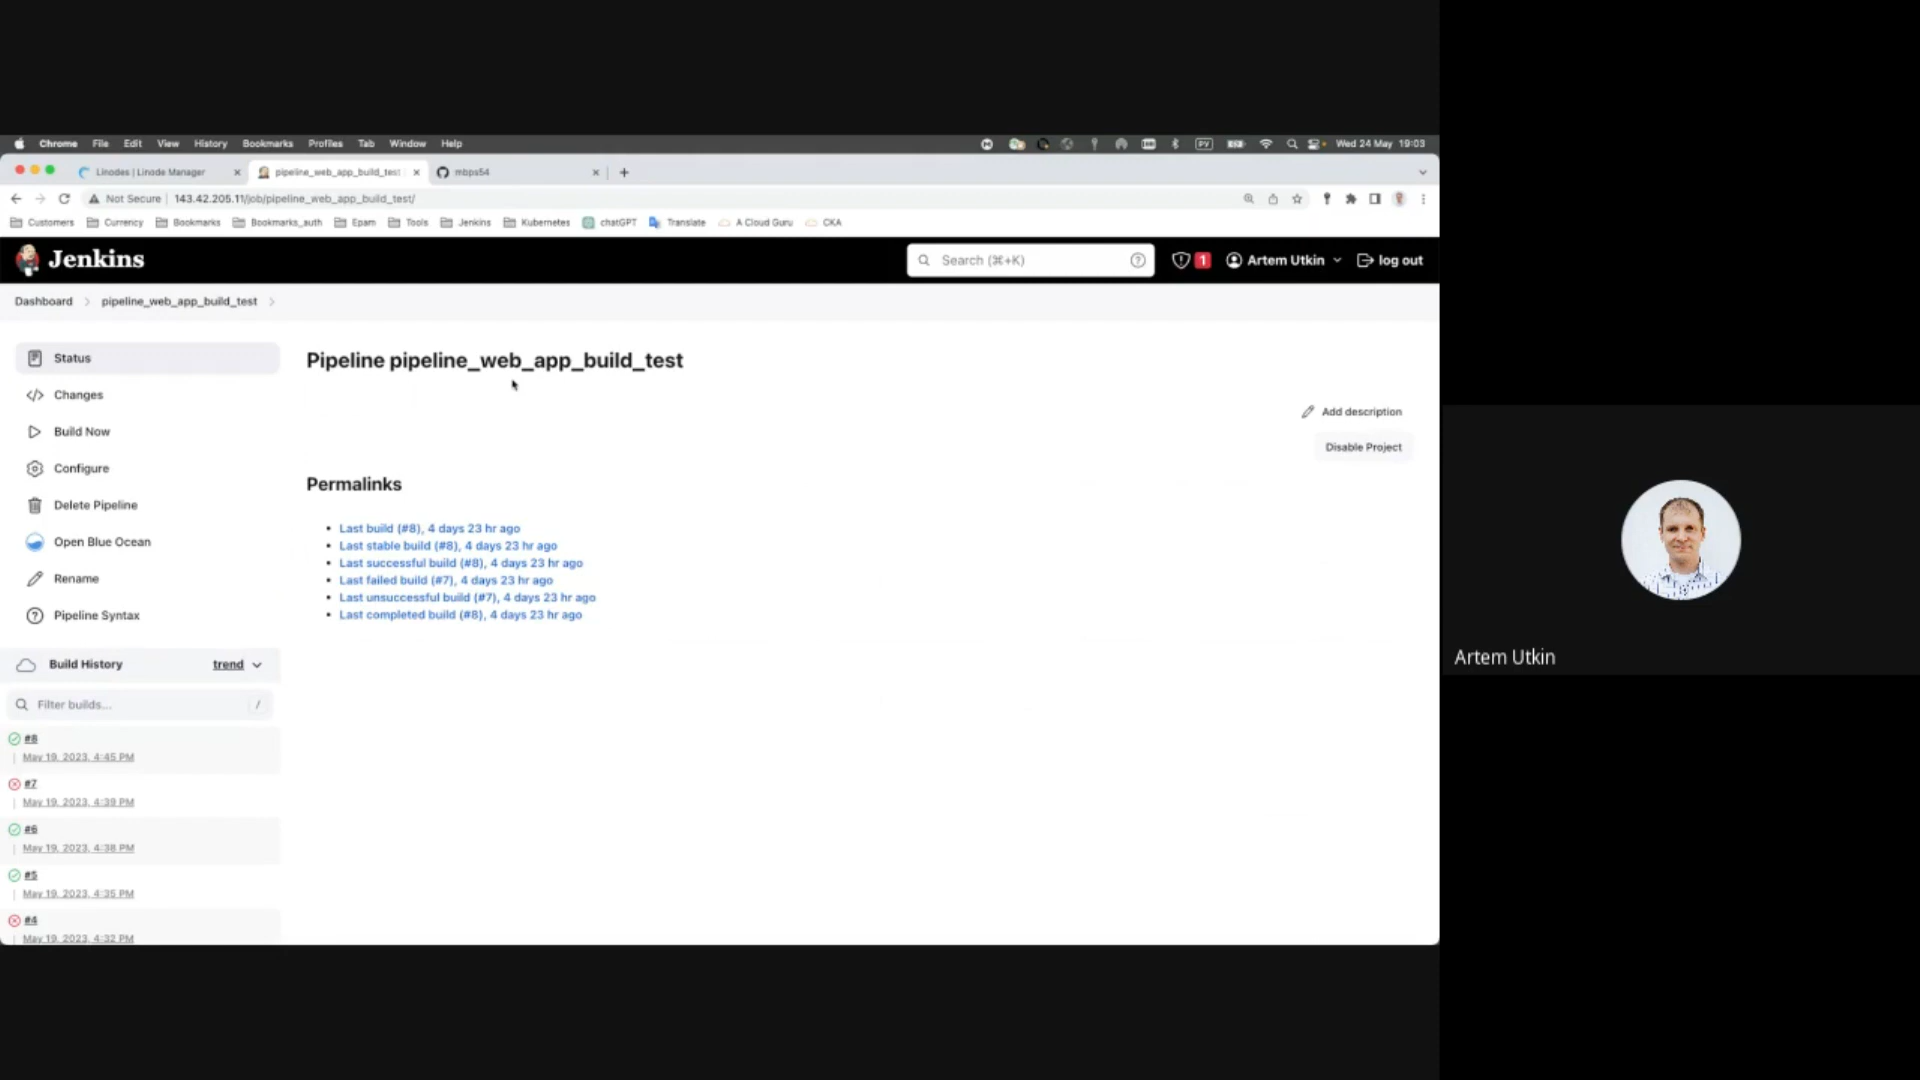 Chrome File Edit View History Bookmarks Profiles Tab Window Help
Wed 24 May 19:03
Linodes | Linode Manager
pipeline_web_app_build_test
mbps54
Not Secure
143.42.205.11/job/pipeline_web_app_build_test/
Customers Currency Bookmarks Bookmarks_auth Epam Tools Jenkins Kubernetes chatGPT Translate A Cloud Guru CKA
Jenkins
Search (⌘+K)
1
Artem Utkin
log out
Dashboard
pipeline_web_app_build_test
Status
Changes
Build Now
Configure
Delete Pipeline
Open Blue Ocean
Rename
Pipeline Syntax
Build History
trend
Filter builds...
/
#8
May 19, 2023, 4:45 PM
#7
May 19, 2023, 4:39 PM
#6
May 19, 2023, 4:38 PM
#5
May 19, 2023, 4:35 PM
#4
May 19, 2023, 4:32 PM
Pipeline pipeline_web_app_build_test
Add description
Disable Project
Permalinks
Last build (#8), 4 days 23 hr ago
Last stable build (#8), 4 days 23 hr ago
Last successful build (#8), 4 days 23 hr ago
Last failed build (#7), 4 days 23 hr ago
Last unsuccessful build (#7), 4 days 23 hr ago
Last completed build (#8), 4 days 23 hr ago
Artem Utkin